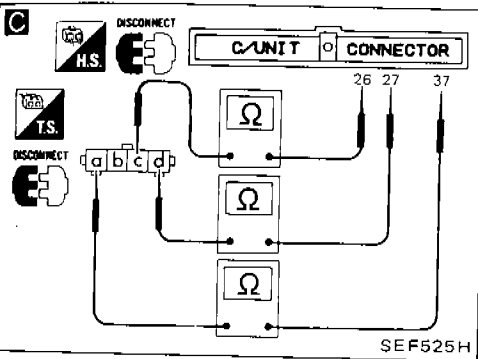 C
DISCONNECT
H.S.
C/UNIT CONNECTOR
26 27 37
T.S.
DISCONNECT
a b c d
Ω
Ω
Ω
SEF525H